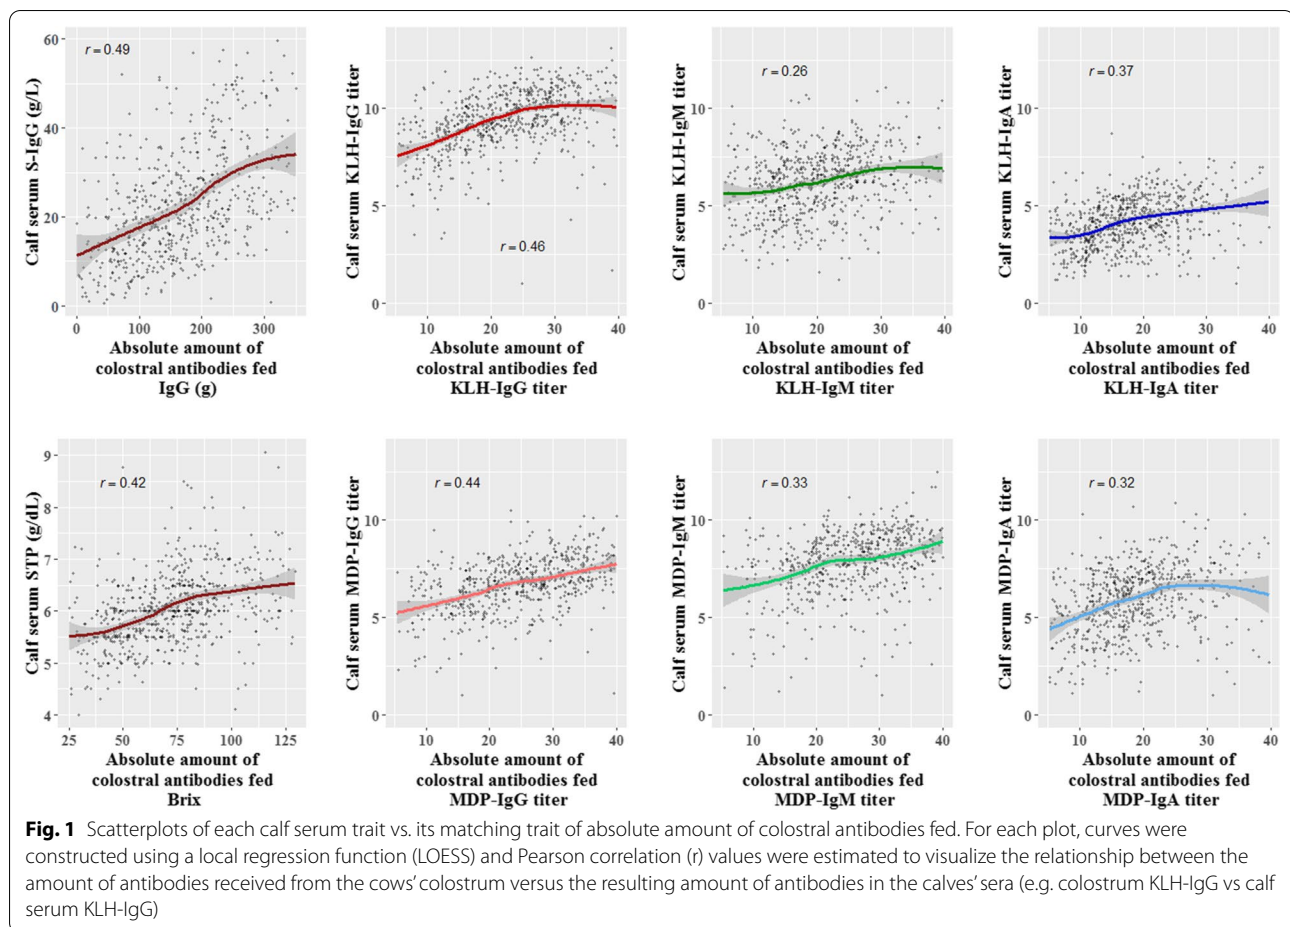 60
40
20
0
r = 0.49
Calf serum S-IgG (g/L)
0 100 200 300
Absolute amount of
colostral antibodies fed
IgG (g)
10
5
0
r = 0.46
Calf serum KLH-IgG titer
10 20 30 40
Absolute amount of
colostral antibodies fed
KLH-IgG titer
10
5
0
r = 0.26
Calf serum KLH-IgM titer
10 20 30 40
Absolute amount of
colostral antibodies fed
KLH-IgM titer
10
5
0
r = 0.37
Calf serum KLH-IgA titer
10 20 30 40
Absolute amount of
colostral antibodies fed
KLH-IgA titer
9
8
7
6
5
4
r = 0.42
Calf serum STP (g/dL)
25 50 75 100 125
Absolute amount of
colostral antibodies fed
Brix
10
5
0
r = 0.44
Calf serum MDP-IgG titer
10 20 30 40
Absolute amount of
colostral antibodies fed
MDP-IgG titer
10
5
0
r = 0.33
Calf serum MDP-IgM titer
10 20 30 40
Absolute amount of
colostral antibodies fed
MDP-IgM titer
10
5
0
r = 0.32
Calf serum MDP-IgA titer
10 20 30 40
Absolute amount of
colostral antibodies fed
MDP-IgA titer
Fig. 1 Scatterplots of each calf serum trait vs. its matching trait of absolute amount of colostral antibodies fed. For each plot, curves were
constructed using a local regression function (LOESS) and Pearson correlation (r) values were estimated to visualize the relationship between the
amount of antibodies received from the cows' colostrum versus the resulting amount of antibodies in the calves' sera (e.g. colostrum KLH-IgG vs calf
serum KLH-IgG)